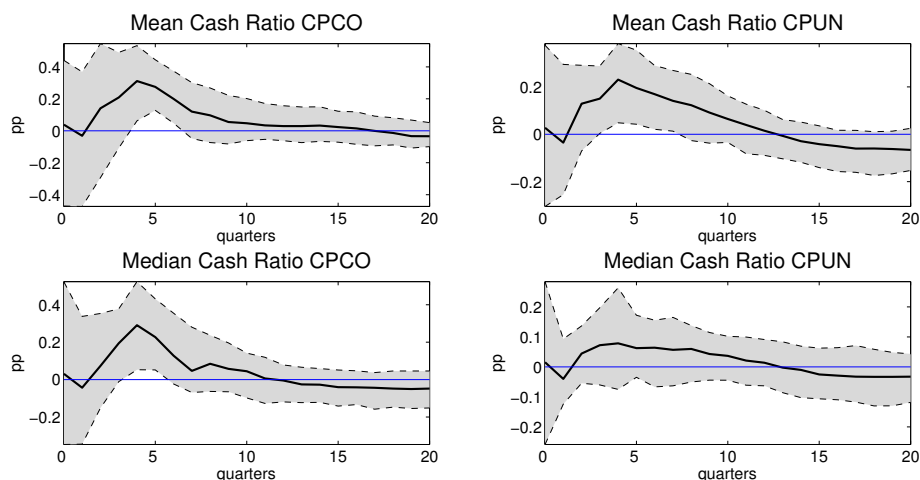 Mean Cash Ratio CPCO
pp
0.4
0.2
0
−0.2
−0.4
0 5 10 15 20
quarters
Mean Cash Ratio CPUN
pp
0.2
0
−0.2
0 5 10 15 20
quarters
Median Cash Ratio CPCO
pp
0.4
0.2
0
−0.2
0 5 10 15 20
quarters
Median Cash Ratio CPUN
pp
0.2
0.1
0
−0.1
−0.2
0 5 10 15 20
quarters